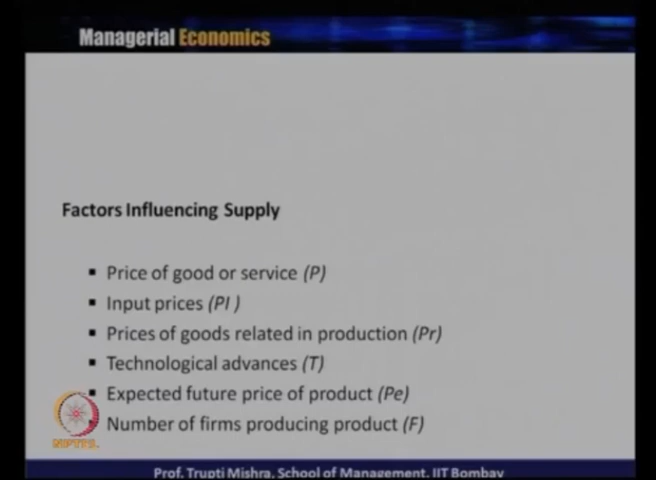 Managerial Economics
Factors Influencing Supply
▪ Price of good or service (P)
▪ Input prices (PI )
▪ Prices of goods related in production (Pr)
▪ Technological advances (T)
▪ Expected future price of product (Pe)
Number of firms producing product (F)
NPTEL
Prof. Trupti Mishra, School of Management, IIT Bombay